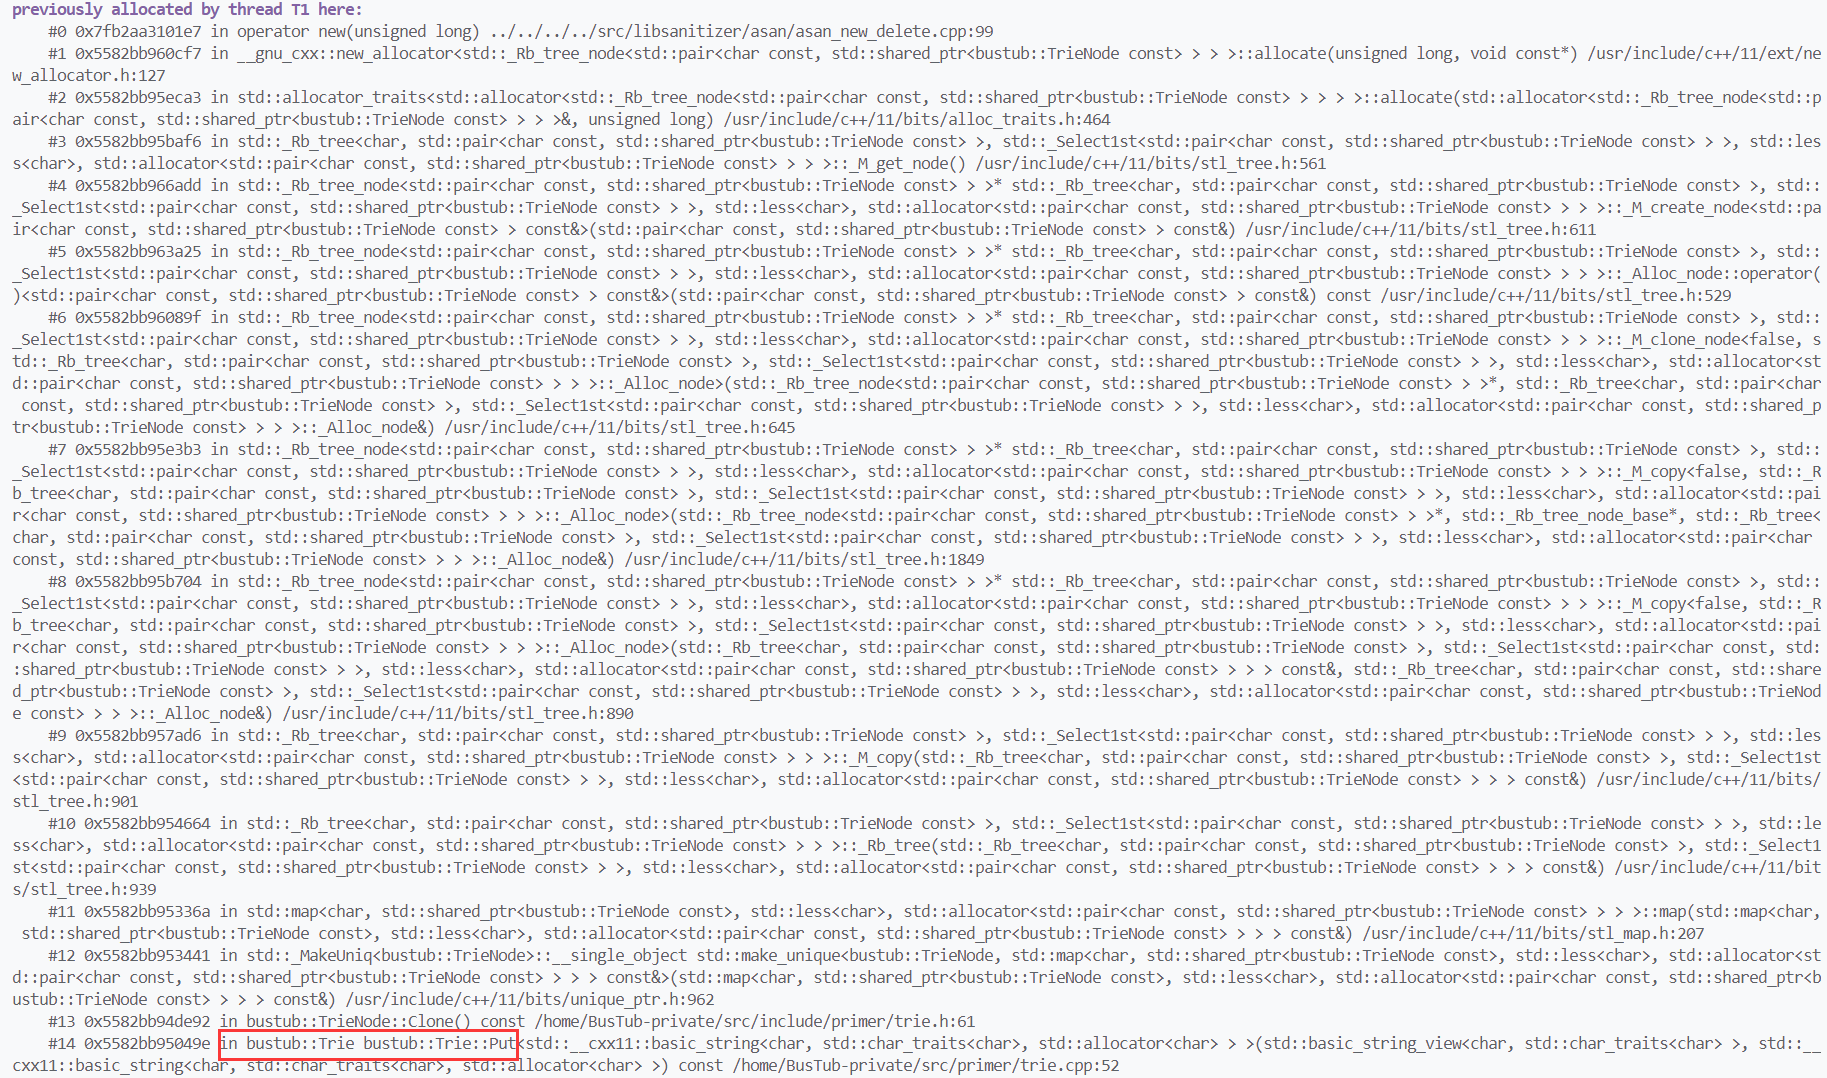 previously allocated by thread T1 here:
#0 0x7fb2aa3101e7 in operator new(unsigned long) ../../../../src/libsanitizer/asan/asan_new_delete.cpp:99
#1 0x5582bb960cf7 in __gnu_cxx::new_allocator<std::_Rb_tree_node<std::pair<char const, std::shared_ptr<bustub::TrieNode const> > > >::allocate(unsigned long, void const*) /usr/include/c++/11/ext/ne
w_allocator.h:127
#2 0x5582bb95eca3 in std::allocator_traits<std::allocator<std::_Rb_tree_node<std::pair<char const, std::shared_ptr<bustub::TrieNode const> > > > >::allocate(std::allocator<std::_Rb_tree_node<std::p
air<char const, std::shared_ptr<bustub::TrieNode const> > > >&, unsigned long) /usr/include/c++/11/bits/alloc_traits.h:464
#3 0x5582bb95baf6 in std::_Rb_tree<char, std::pair<char const, std::shared_ptr<bustub::TrieNode const> >, std::_Select1st<std::pair<char const, std::shared_ptr<bustub::TrieNode const> > >, std::les
s<char>, std::allocator<std::pair<char const, std::shared_ptr<bustub::TrieNode const> > > >::_M_get_node() /usr/include/c++/11/bits/stl_tree.h:561
#4 0x5582bb966add in std::_Rb_tree_node<std::pair<char const, std::shared_ptr<bustub::TrieNode const> > >* std::_Rb_tree<char, std::pair<char const, std::shared_ptr<bustub::TrieNode const> >, std::
_Select1st<std::pair<char const, std::shared_ptr<bustub::TrieNode const> > >, std::less<char>, std::allocator<std::pair<char const, std::shared_ptr<bustub::TrieNode const> > > >::_M_create_node<std::pa
ir<char const, std::shared_ptr<bustub::TrieNode const> > const&>(std::pair<char const, std::shared_ptr<bustub::TrieNode const> > const&) /usr/include/c++/11/bits/stl_tree.h:611
#5 0x5582bb963a25 in std::_Rb_tree_node<std::pair<char const, std::shared_ptr<bustub::TrieNode const> > >* std::_Rb_tree<char, std::pair<char const, std::shared_ptr<bustub::TrieNode const> >, std::
_Select1st<std::pair<char const, std::shared_ptr<bustub::TrieNode const> > >, std::less<char>, std::allocator<std::pair<char const, std::shared_ptr<bustub::TrieNode const> > > >::_Alloc_node::operator(
)<std::pair<char const, std::shared_ptr<bustub::TrieNode const> > const&>(std::pair<char const, std::shared_ptr<bustub::TrieNode const> > const&) const /usr/include/c++/11/bits/stl_tree.h:529
#6 0x5582bb96089f in std::_Rb_tree_node<std::pair<char const, std::shared_ptr<bustub::TrieNode const> > >* std::_Rb_tree<char, std::pair<char const, std::shared_ptr<bustub::TrieNode const> >, std::
_Select1st<std::pair<char const, std::shared_ptr<bustub::TrieNode const> > >, std::less<char>, std::allocator<std::pair<char const, std::shared_ptr<bustub::TrieNode const> > > >::_M_clone_node<false, s
td::_Rb_tree<char, std::pair<char const, std::shared_ptr<bustub::TrieNode const> >, std::_Select1st<std::pair<char const, std::shared_ptr<bustub::TrieNode const> > >, std::less<char>, std::allocator<st
d::pair<char const, std::shared_ptr<bustub::TrieNode const> > > >::_Alloc_node>(std::_Rb_tree_node<std::pair<char const, std::shared_ptr<bustub::TrieNode const> > >*, std::_Rb_tree<char, std::pair<char
const, std::shared_ptr<bustub::TrieNode const> >, std::_Select1st<std::pair<char const, std::shared_ptr<bustub::TrieNode const> > >, std::less<char>, std::allocator<std::pair<char const, std::shared_p
tr<bustub::TrieNode const> > > >::_Alloc_node&) /usr/include/c++/11/bits/stl_tree.h:645
#7 0x5582bb95e3b3 in std::_Rb_tree_node<std::pair<char const, std::shared_ptr<bustub::TrieNode const> > >* std::_Rb_tree<char, std::pair<char const, std::shared_ptr<bustub::TrieNode const> >, std::
_Select1st<std::pair<char const, std::shared_ptr<bustub::TrieNode const> > >, std::less<char>, std::allocator<std::pair<char const, std::shared_ptr<bustub::TrieNode const> > > >::_M_copy<false, std::_R
b_tree<char, std::pair<char const, std::shared_ptr<bustub::TrieNode const> >, std::_Select1st<std::pair<char const, std::shared_ptr<bustub::TrieNode const> > >, std::less<char>, std::allocator<std::pai
r<char const, std::shared_ptr<bustub::TrieNode const> > > >::_Alloc_node>(std::_Rb_tree_node<std::pair<char const, std::shared_ptr<bustub::TrieNode const> > >*, std::_Rb_tree_node_base*, std::_Rb_tree<
char, std::pair<char const, std::shared_ptr<bustub::TrieNode const> >, std::_Select1st<std::pair<char const, std::shared_ptr<bustub::TrieNode const> > >, std::less<char>, std::allocator<std::pair<char
const, std::shared_ptr<bustub::TrieNode const> > > >::_Alloc_node&) /usr/include/c++/11/bits/stl_tree.h:1849
#8 0x5582bb95b704 in std::_Rb_tree_node<std::pair<char const, std::shared_ptr<bustub::TrieNode const> > >* std::_Rb_tree<char, std::pair<char const, std::shared_ptr<bustub::TrieNode const> >, std::
_Select1st<std::pair<char const, std::shared_ptr<bustub::TrieNode const> > >, std::less<char>, std::allocator<std::pair<char const, std::shared_ptr<bustub::TrieNode const> > > >::_M_copy<false, std::_R
b_tree<char, std::pair<char const, std::shared_ptr<bustub::TrieNode const> >, std::_Select1st<std::pair<char const, std::shared_ptr<bustub::TrieNode const> > >, std::less<char>, std::allocator<std::pai
r<char const, std::shared_ptr<bustub::TrieNode const> > > >::_Alloc_node>(std::_Rb_tree<char, std::pair<char const, std::shared_ptr<bustub::TrieNode const> >, std::_Select1st<std::pair<char const, std:
:shared_ptr<bustub::TrieNode const> > >, std::less<char>, std::allocator<std::pair<char const, std::shared_ptr<bustub::TrieNode const> > > > const&, std::_Rb_tree<char, std::pair<char const, std::share
d_ptr<bustub::TrieNode const> >, std::_Select1st<std::pair<char const, std::shared_ptr<bustub::TrieNode const> > >, std::less<char>, std::allocator<std::pair<char const, std::shared_ptr<bustub::TrieNod
e const> > > >::_Alloc_node&) /usr/include/c++/11/bits/stl_tree.h:890
#9 0x5582bb957ad6 in std::_Rb_tree<char, std::pair<char const, std::shared_ptr<bustub::TrieNode const> >, std::_Select1st<std::pair<char const, std::shared_ptr<bustub::TrieNode const> > >, std::les
s<char>, std::allocator<std::pair<char const, std::shared_ptr<bustub::TrieNode const> > > >::_M_copy(std::_Rb_tree<char, std::pair<char const, std::shared_ptr<bustub::TrieNode const> >, std::_Select1st
<std::pair<char const, std::shared_ptr<bustub::TrieNode const> > >, std::less<char>, std::allocator<std::pair<char const, std::shared_ptr<bustub::TrieNode const> > > > const&) /usr/include/c++/11/bits/
stl_tree.h:901
#10 0x5582bb954664 in std::_Rb_tree<char, std::pair<char const, std::shared_ptr<bustub::TrieNode const> >, std::_Select1st<std::pair<char const, std::shared_ptr<bustub::TrieNode const> > >, std::le
ss<char>, std::allocator<std::pair<char const, std::shared_ptr<bustub::TrieNode const> > > >::_Rb_tree(std::_Rb_tree<char, std::pair<char const, std::shared_ptr<bustub::TrieNode const> >, std::_Select1
st<std::pair<char const, std::shared_ptr<bustub::TrieNode const> > >, std::less<char>, std::allocator<std::pair<char const, std::shared_ptr<bustub::TrieNode const> > > > const&) /usr/include/c++/11/bit
s/stl_tree.h:939
#11 0x5582bb95336a in std::map<char, std::shared_ptr<bustub::TrieNode const>, std::less<char>, std::allocator<std::pair<char const, std::shared_ptr<bustub::TrieNode const> > > >::map(std::map<char,
std::shared_ptr<bustub::TrieNode const>, std::less<char>, std::allocator<std::pair<char const, std::shared_ptr<bustub::TrieNode const> > > > const&) /usr/include/c++/11/bits/stl_map.h:207
#12 0x5582bb953441 in std::_MakeUniq<bustub::TrieNode>::__single_object std::make_unique<bustub::TrieNode, std::map<char, std::shared_ptr<bustub::TrieNode const>, std::less<char>, std::allocator<st
d::pair<char const, std::shared_ptr<bustub::TrieNode const> > > > const&>(std::map<char, std::shared_ptr<bustub::TrieNode const>, std::less<char>, std::allocator<std::pair<char const, std::shared_ptr<b
ustub::TrieNode const> > > > const&) /usr/include/c++/11/bits/unique_ptr.h:962
#13 0x5582bb94de92 in bustub::TrieNode::Clone() const /home/BusTub-private/src/include/primer/trie.h:61
#14 0x5582bb95049e in bustub::Trie bustub::Trie::Put<std::__cxx11::basic_string<char, std::char_traits<char>, std::allocator<char> > >(std::basic_string_view<char, std::char_traits<char> >, std::__
cxx11::basic_string<char, std::char_traits<char>, std::allocator<char> >) const /home/BusTub-private/src/primer/trie.cpp:52